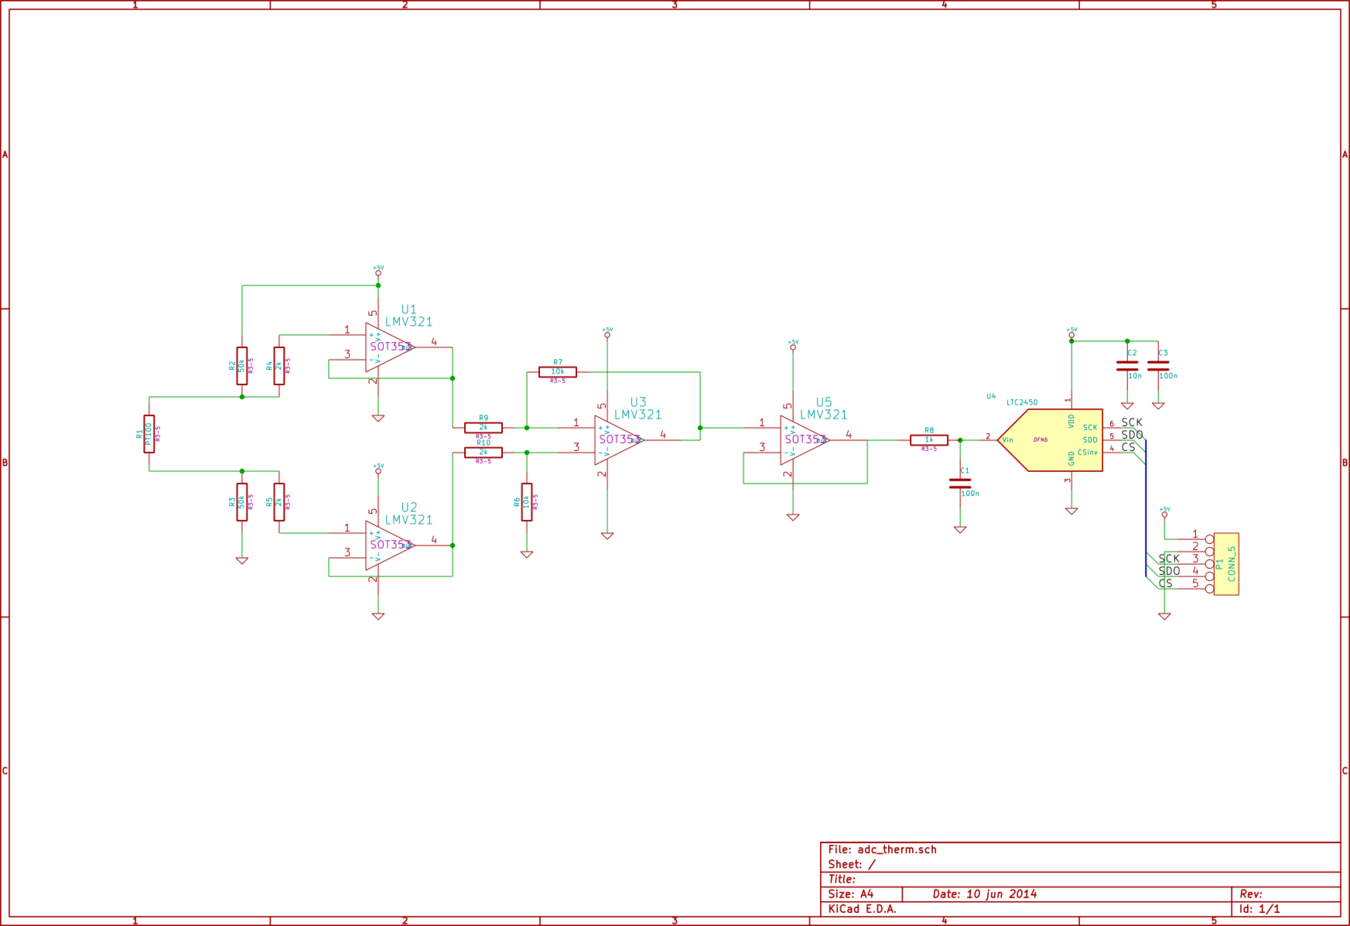 1 2 3 4 5
A A
B B
C C
+5V
U1
LMV321
SOT353
1
3
5
2
4
+
-
V+
V-
R2
50k
R3-5
R4
2k
R3-5
R1
PT100
R3-5
R3
50k
R3-5
R5
2k
R3-5
+5V
U2
LMV321
SOT353
1
3
5
2
4
+
-
V+
V-
R9
2k
R3-5
R10
2k
R3-5
R7
10k
R3-5
R6
10k
R3-5
+5V
U3
LMV321
SOT353
1
3
5
2
4
+
-
V+
V-
+5V
U5
LMV321
SOT353
1
3
5
2
4
+
-
V+
V-
R8
1k
R3-5
C1
100n
+5V
C2
10n
C3
100n
U4
LTC2450
DFN6
2
Vin
1
VDD
3
GND
SCK 6 SCK
SDO 5 SDO
CSinv 4 CS
+5V
1
2
SCK 3
SDO 4
CS 5
P1
CONN_5
File: adc_therm.sch
Sheet: /
Title:
Size: A4 Date: 10 jun 2014 Rev:
KiCad E.D.A. Id: 1/1
1 2 3 4 5